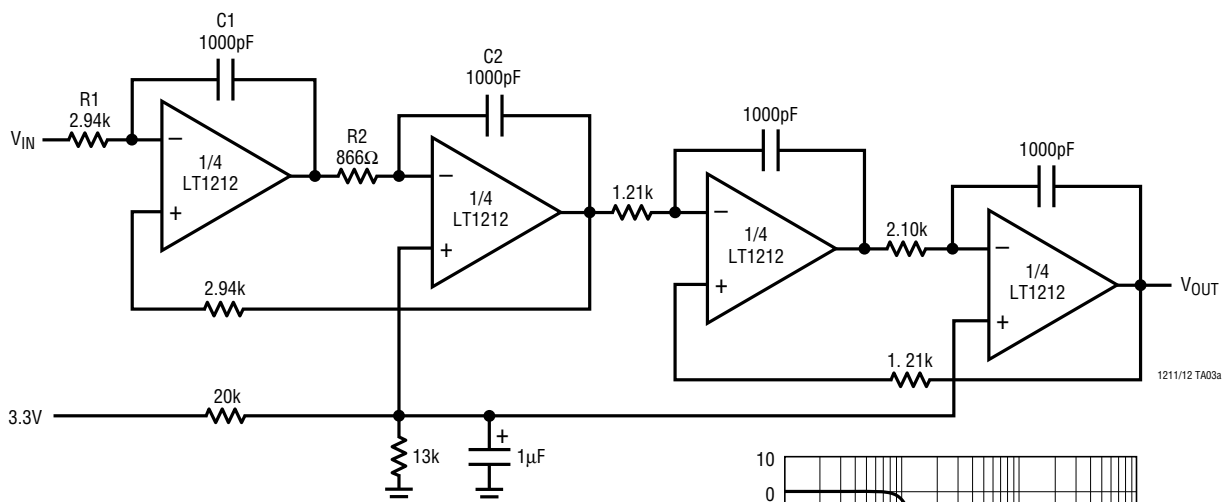 C1
1000pF
C2
1000pF
R1
2.94k
VIN
R2
866Ω
1000pF
1000pF
–
1/4
LT1212
+
–
1/4
LT1212
+
1.21k
–
1/4
LT1212
+
2.10k
–
1/4
LT1212
+
VOUT
2.94k
1. 21k
1211/12 TA03a
3.3V
20k
13k
+
1µF
10
0